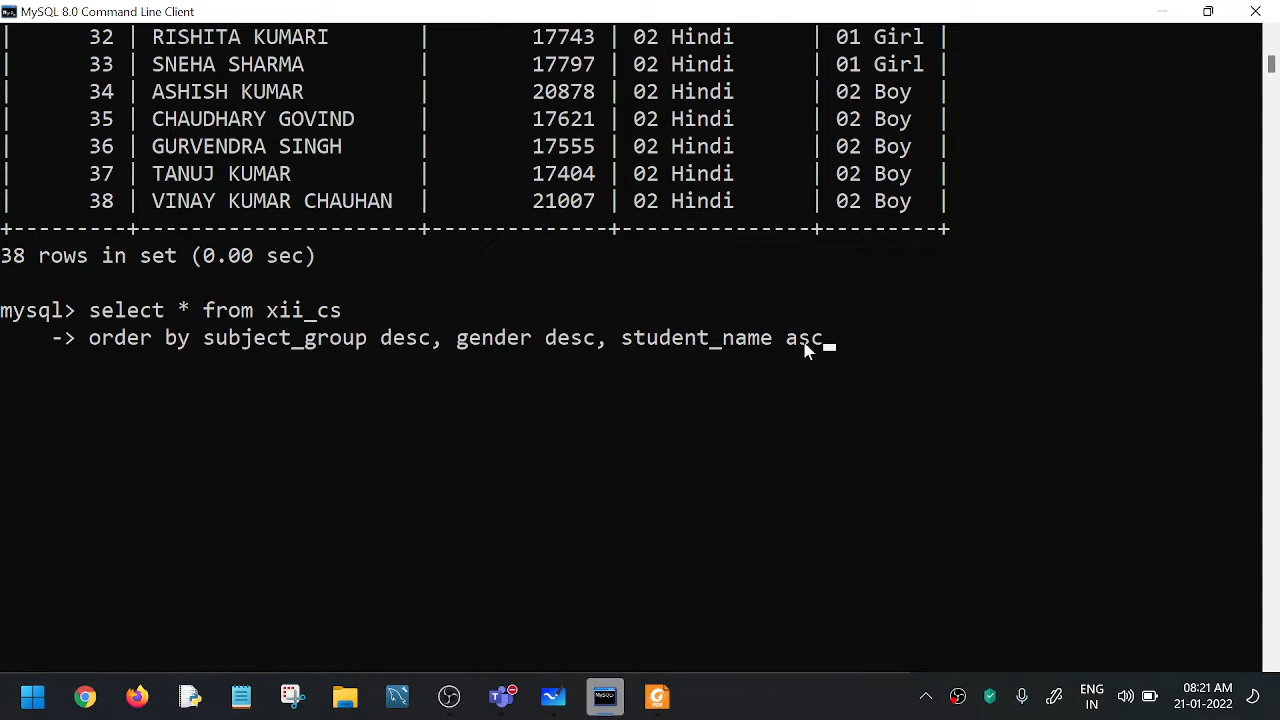 MySQL 8.0 Command Line Client
| 32 | RISHITA KUMARI | 17743 | 02 Hindi | 01 Girl |
| 33 | SNEHA SHARMA | 17797 | 02 Hindi | 01 Girl |
| 34 | ASHISH KUMAR | 20878 | 02 Hindi | 02 Boy |
| 35 | CHAUDHARY GOVIND | 17621 | 02 Hindi | 02 Boy |
| 36 | GURVENDRA SINGH | 17555 | 02 Hindi | 02 Boy |
| 37 | TANUJ KUMAR | 17404 | 02 Hindi | 02 Boy |
| 38 | VINAY KUMAR CHAUHAN | 21007 | 02 Hindi | 02 Boy |
+---------+----------------------+--------------+---------------+---------+
38 rows in set (0.00 sec)
mysql> select * from xii_cs
-> order by subject_group desc, gender desc, student_name asc_
ENG 08:21 AM
IN 21-01-2022